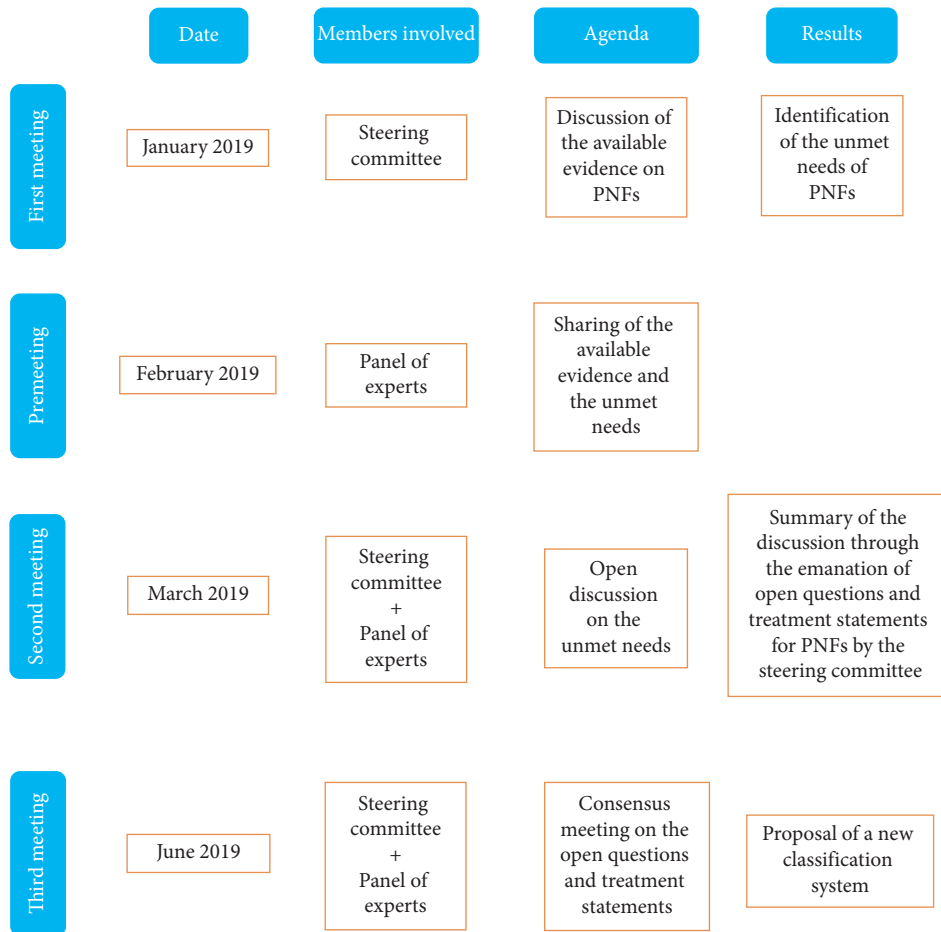 Date
Members involved
Agenda
Results
First meeting
January 2019
Steering
committee
Discussion of
the available
evidence on
PNFs
Identification
of the unmet
needs of
PNFs
Premeeting
February 2019
Panel of
experts
Sharing of the
available
evidence and
the unmet
needs
Second meeting
March 2019
Steering
committee
+
Panel of
experts
Open
discussion
on the
unmet needs
Summary of the
discussion through
the emanation of
open questions and
treatment statements
for PNFs by the
steering committee
Third meeting
June 2019
Steering
committee
+
Panel of
experts
Consensus
meeting on the
open questions
and treatment
statements
Proposal of a new
classification
system